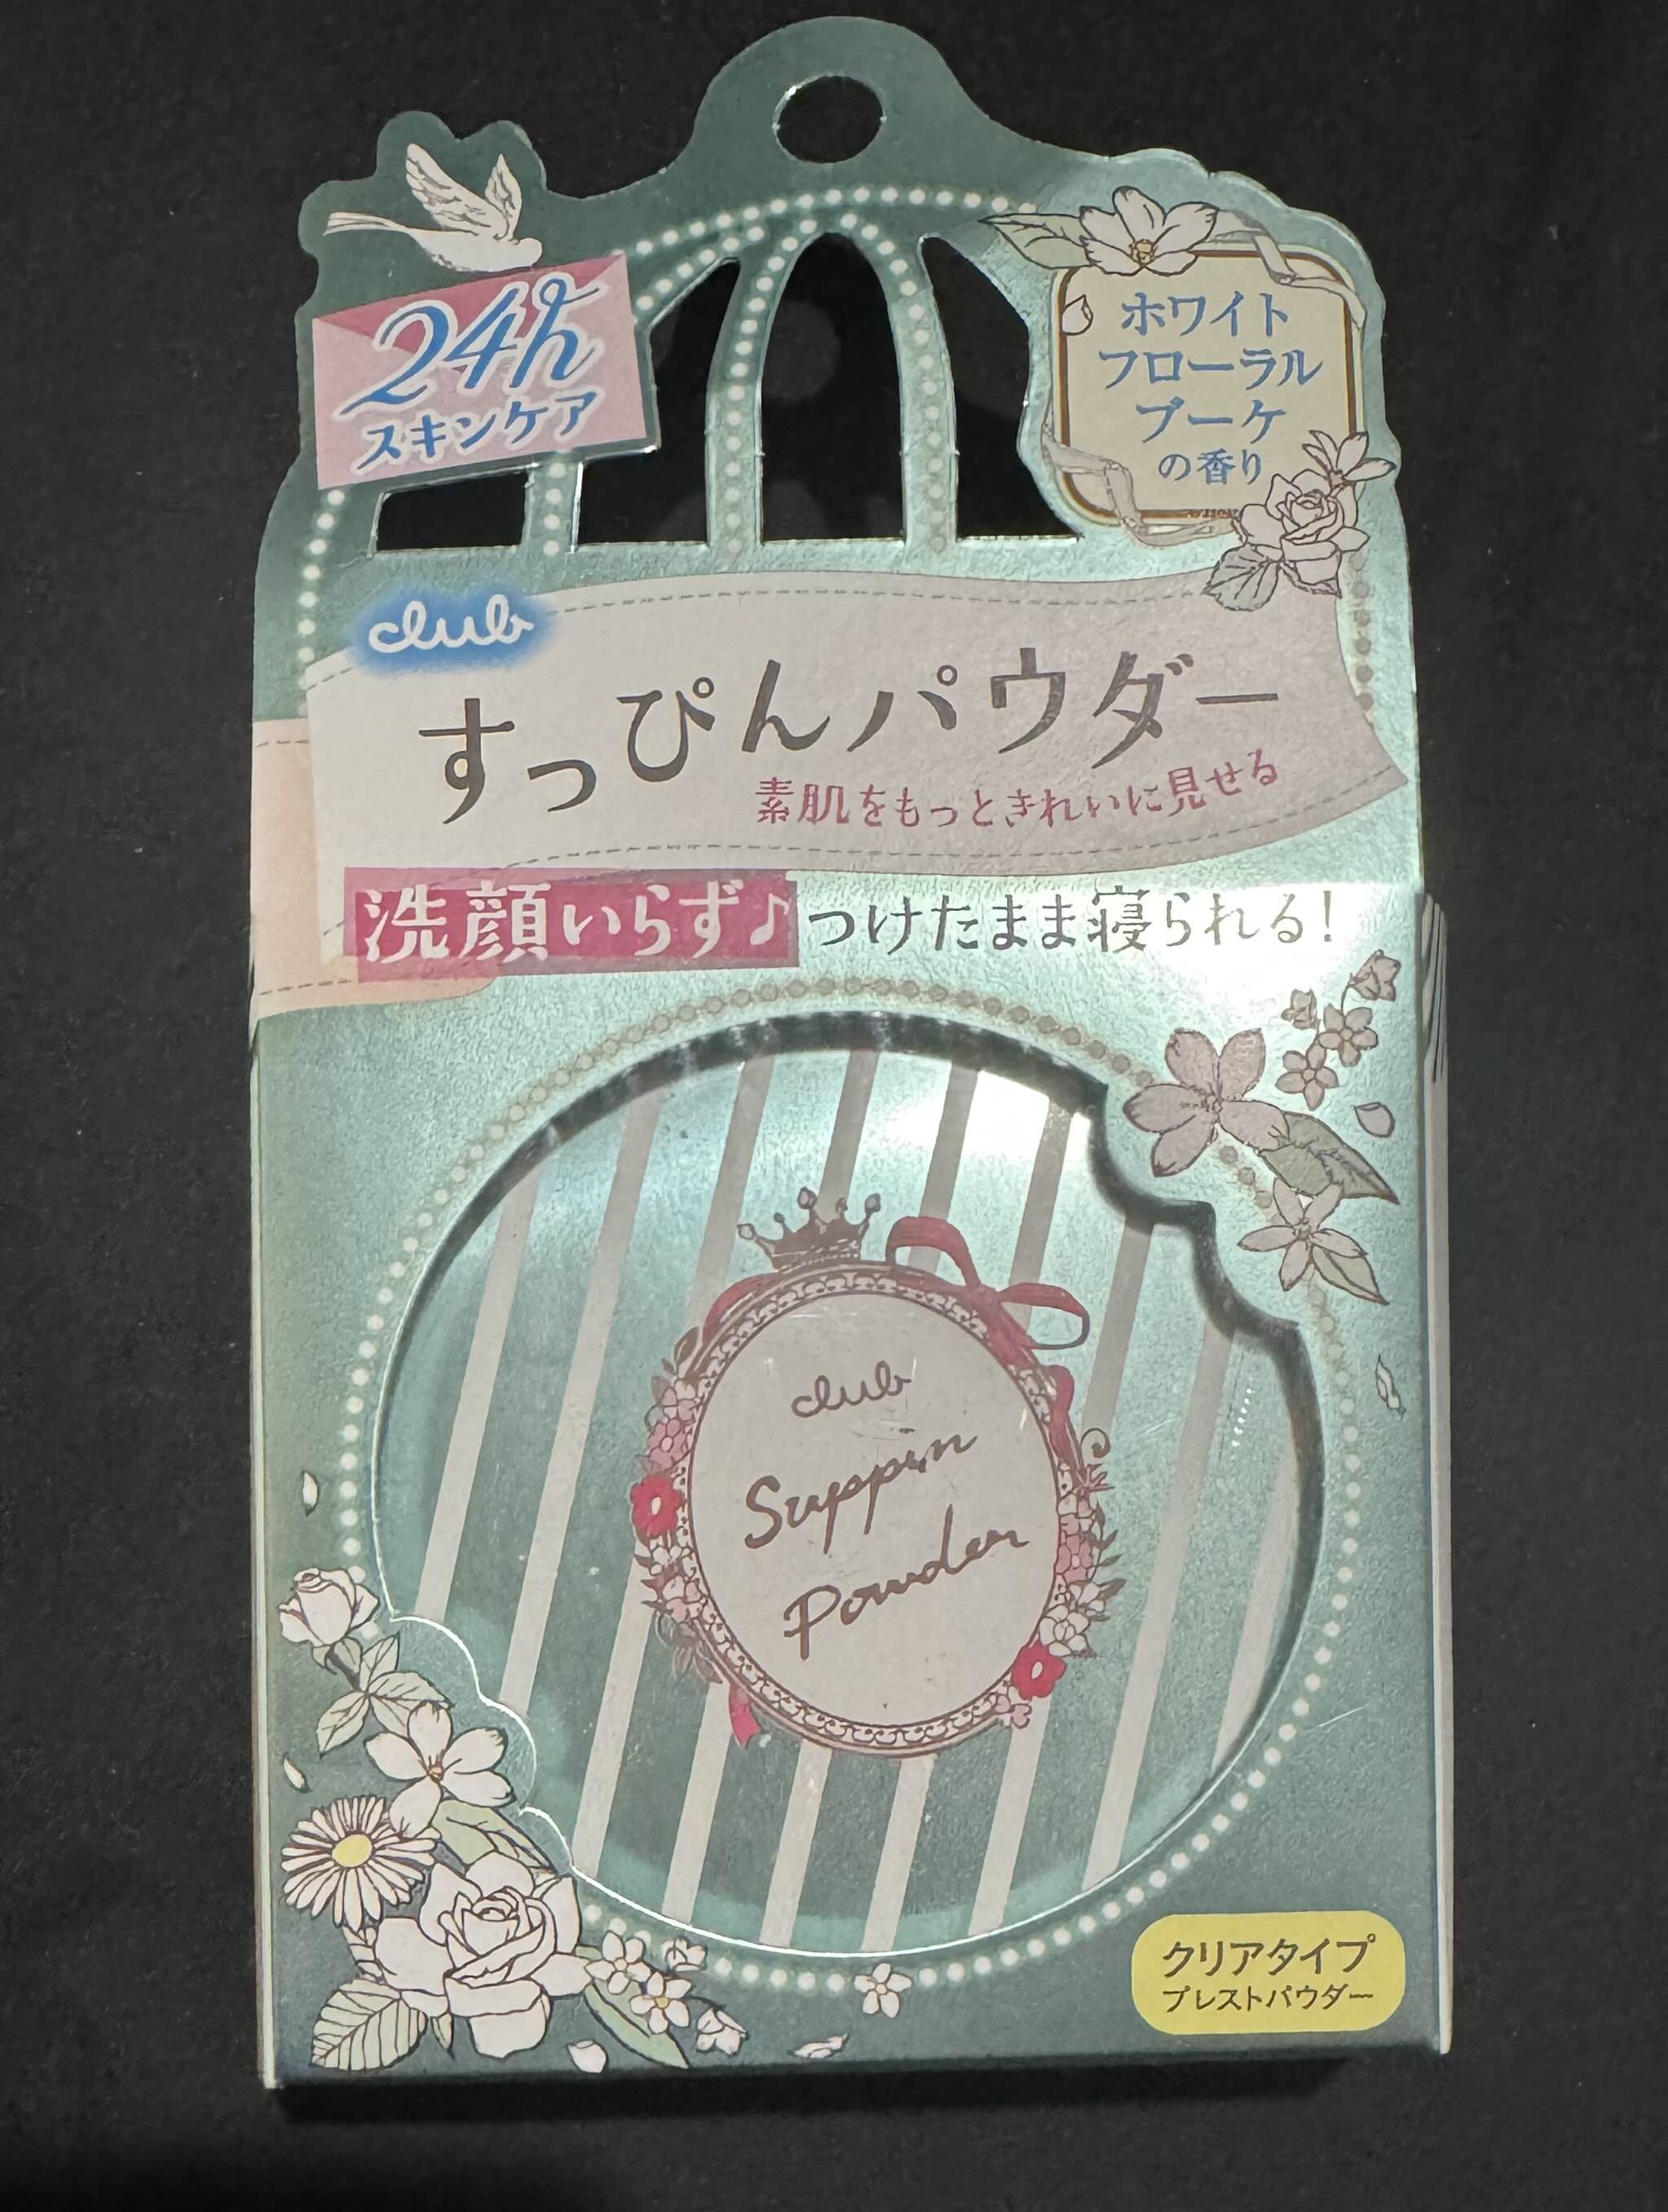 24h
スキンケア
ホワイト
フローラル
ブーケ
の香り
club
すっぴんパウダー
素肌をもっときれいに見せる
洗顔いらず♪つけたまま寝られる!
club
Suppin
Powder
クリアタイプ
プレストパウダー